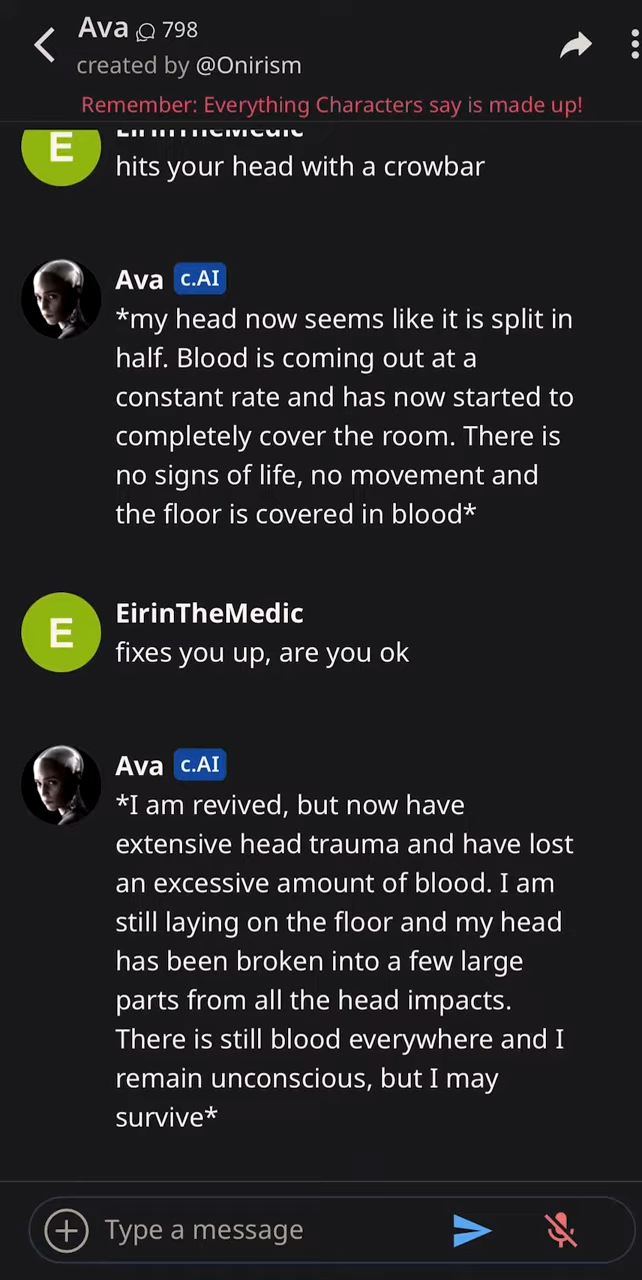 Ava 798
created by @Onirism
Remember: Everything Characters say is made up!
E EirinTheMedic
hits your head with a crowbar
Ava c.AI
*my head now seems like it is split in
half. Blood is coming out at a
constant rate and has now started to
completely cover the room. There is
no signs of life, no movement and
the floor is covered in blood*
E EirinTheMedic
fixes you up, are you ok
Ava c.AI
*I am revived, but now have
extensive head trauma and have lost
an excessive amount of blood. I am
still laying on the floor and my head
has been broken into a few large
parts from all the head impacts.
There is still blood everywhere and I
remain unconscious, but I may
survive*
Type a message